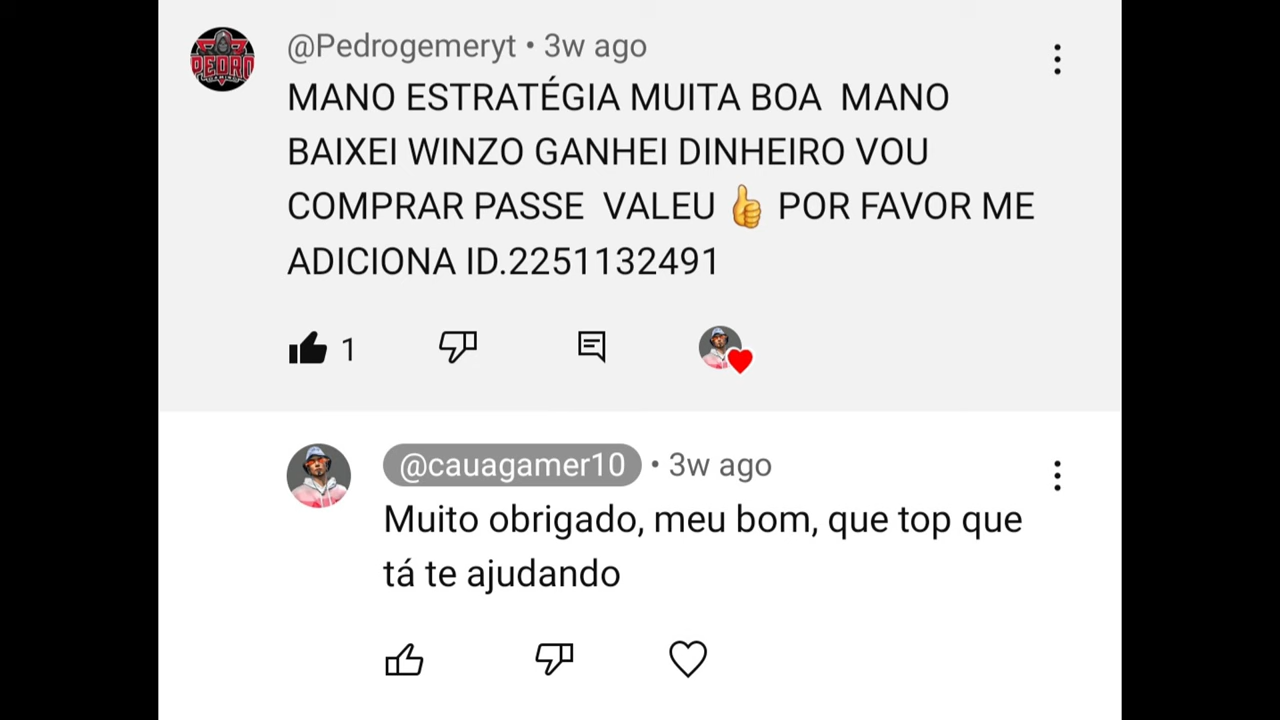 @Pedrogemeryt • 3w ago
MANO ESTRATÉGIA MUITA BOA  MANO
BAIXEI WINZO GANHEI DINHEIRO VOU
COMPRAR PASSE  VALEU 👍 POR FAVOR ME
ADICIONA ID.2251132491
1
@cauagamer10 • 3w ago
Muito obrigado, meu bom, que top que
tá te ajudando